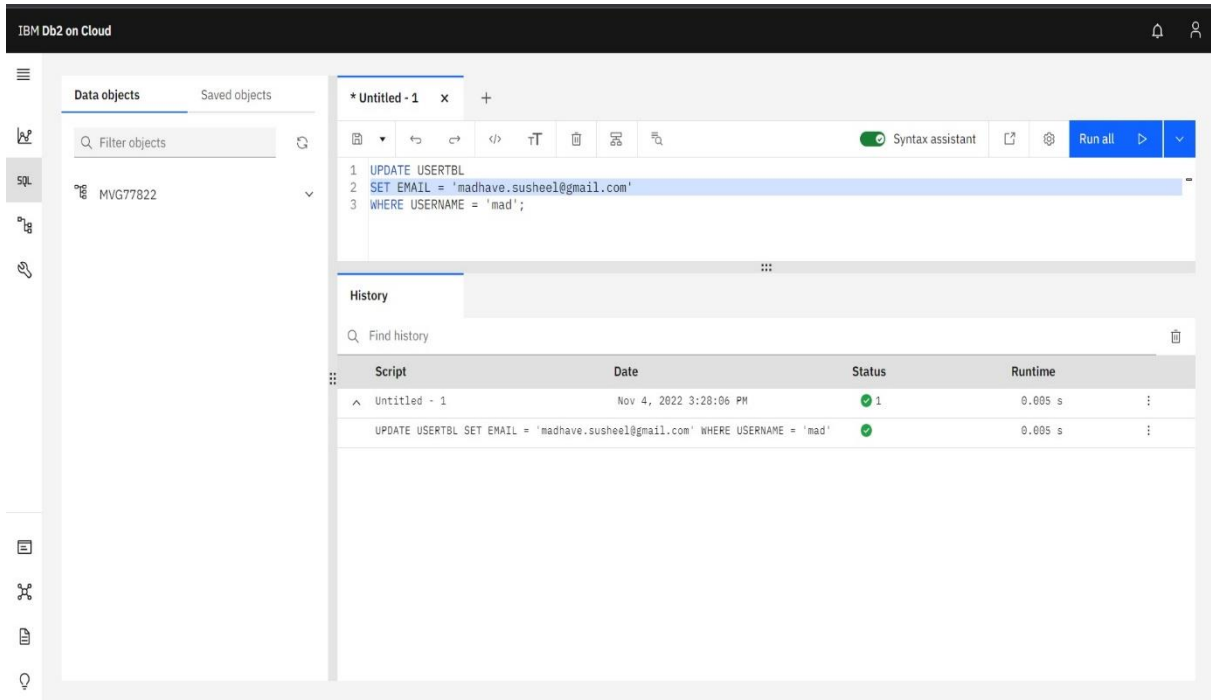 IBM Db2 on Cloud
Data objects
Saved objects
Filter objects
SQL
MVG77822
* Untitled - 1 x +
</> TT
Syntax assistant
Run all
1 UPDATE USERTBL
2 SET EMAIL = 'madhave.susheel@gmail.com'
3 WHERE USERNAME = 'mad';
History
Find history
Script Date Status Runtime
Untitled - 1 Nov 4, 2022 3:28:06 PM 1 0.005 s
UPDATE USERTBL SET EMAIL = 'madhave.susheel@gmail.com' WHERE USERNAME = 'mad' 0.005 s